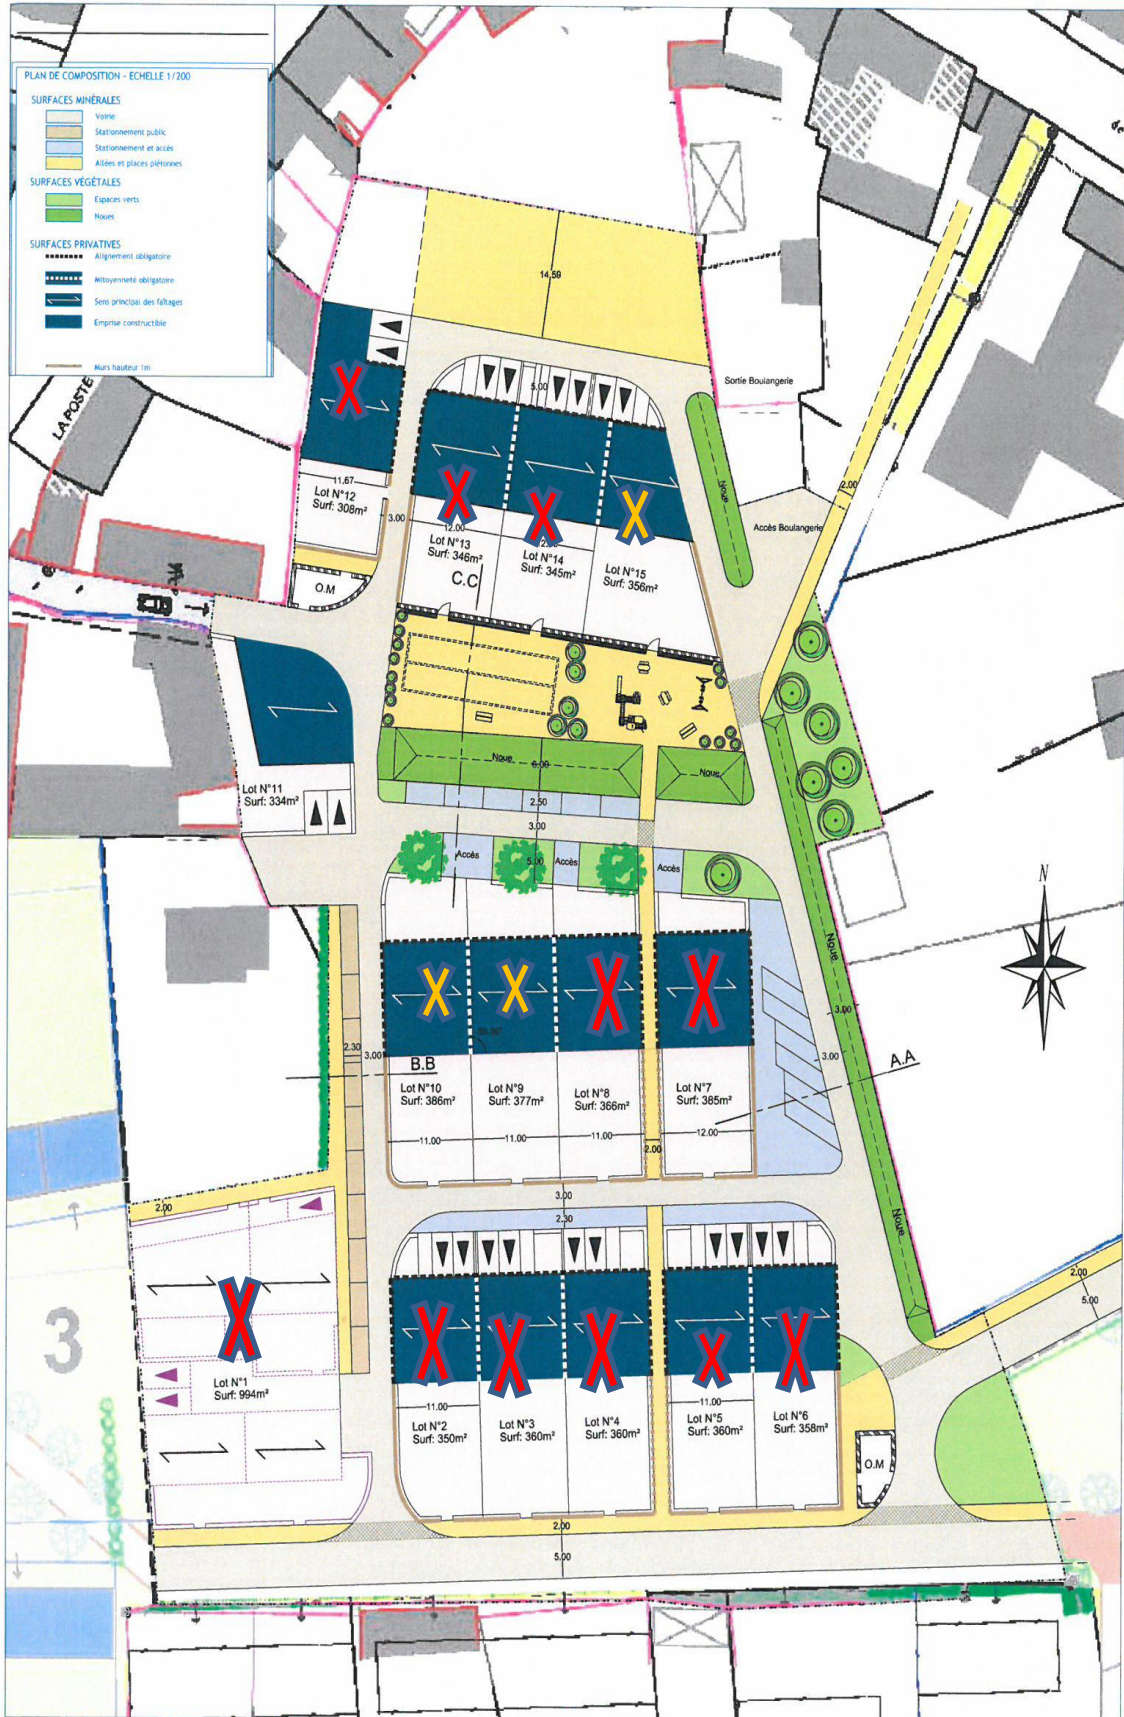 PLAN DE COMPOSITION - ECHELLE 1/200
SURFACES MINÉRALES
Voirie
Stationnement public
Stationnement et accès
Allées et places piétonnes
SURFACES VÉGÉTALES
Espaces verts
Noues
SURFACES PRIVATIVES
Alignement obligatoire
Mitoyenneté obligatoire
Sens principal des faîtages
Emprise constructible
Murs hauteur 1m
LA POSTE
14,59
Sortie Boulangerie
5.00
11.67
Lot N°12
Surf: 308m²
3.00
12.00
Lot N°13
Surf: 346m²
Lot N°14
Surf: 345m²
Lot N°15
Surf: 356m²
Noue
2.00
Accès Boulangerie
C.C
O.M
Noue
6.00
Noue
Lot N°11
Surf: 334m²
2.50
3.00
Accès
5.00
Accès
Accès
N
Noue
3.00
3.00
2.30
3.00
B.B
A.A
Lot N°10
Surf: 386m²
Lot N°9
Surf: 377m²
Lot N°8
Surf: 366m²
Lot N°7
Surf: 385m²
11.00
11.00
11.00
2.00
12.00
3.00
2.30
2.00
Noue
2.00
5.00
3
Lot N°1
Surf: 994m²
11.00
Lot N°2
Surf: 350m²
Lot N°3
Surf: 360m²
Lot N°4
Surf: 360m²
11.00
Lot N°5
Surf: 360m²
Lot N°6
Surf: 358m²
O.M
2.00
5.00